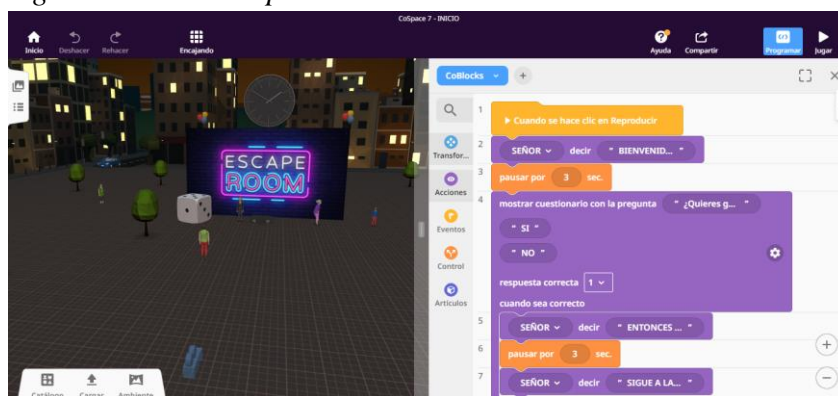 CoSpace 7 - INICIO
Inicio Deshacer Rehacer Encajando Ayuda Compartir Programar Jugar
CoBlocks
ESCAPE
ROOM
1 Cuando se hace clic en Reproducir
2 SEÑOR decir " BIENVENID... "
Transfor...
3 pausar por 3 sec.
Acciones
4 mostrar cuestionario con la pregunta " ¿Quieres g... "
" SI "
Eventos
" NO "
Control
respuesta correcta 1
Artículos
cuando sea correcto
5 SEÑOR decir " ENTONCES ... "
6 pausar por 3 sec.
7 SEÑOR decir " SIGUE A LA... "
Catálogo Cargar Ambiente